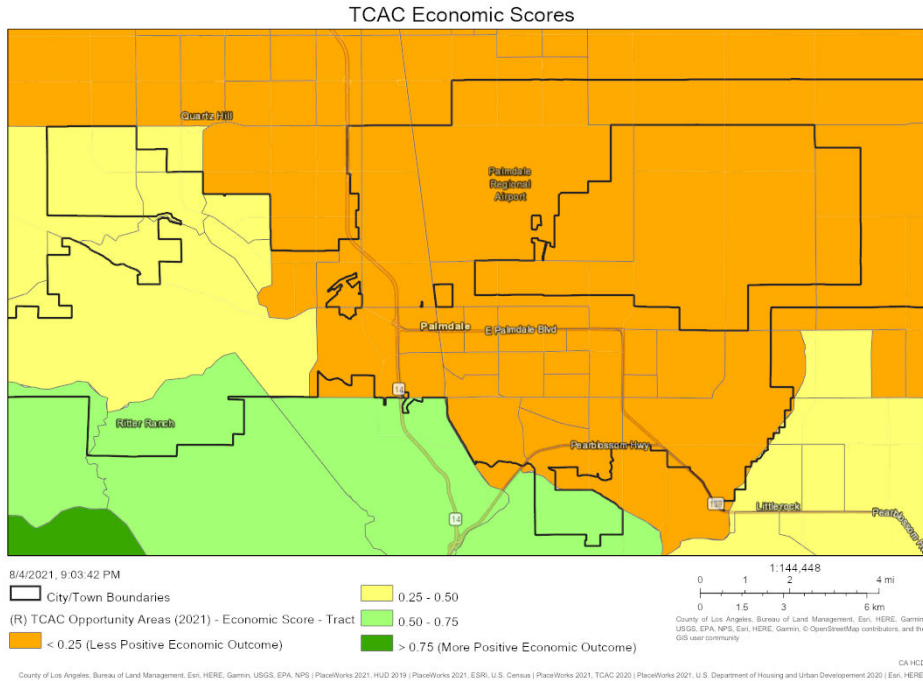 TCAC Economic Scores
Quartz Hill
Palmdale
Regional
Airport
Palmdale
E Palmdale Blvd
14
Ritter Ranch
Pearblossom Hwy
14
Littlerock
8/4/2021, 9:03:42 PM
City/Town Boundaries
(R) TCAC Opportunity Areas (2021) - Economic Score - Tract
< 0.25 (Less Positive Economic Outcome)
0.25 - 0.50
0.50 - 0.75
> 0.75 (More Positive Economic Outcome)
1:144,448
0 1 2 4 mi
0 1.5 3 6 km
County of Los Angeles, Bureau of Land Management, Esri, HERE, Garmin,
USGS, EPA, NPS, Esri, HERE, Garmin, © OpenStreetMap contributors, and the
GIS user community
CA HCD
County of Los Angeles, Bureau of Land Management, Esri, HERE, Garmin, USGS, EPA, NPS | PlaceWorks 2021, HUD 2019 | PlaceWorks 2021, ESRI, U.S. Census | PlaceWorks 2021, TCAC 2020 | PlaceWorks 2021, U.S. Department of Housing and Urban Developement 2020 | Esri, HERE